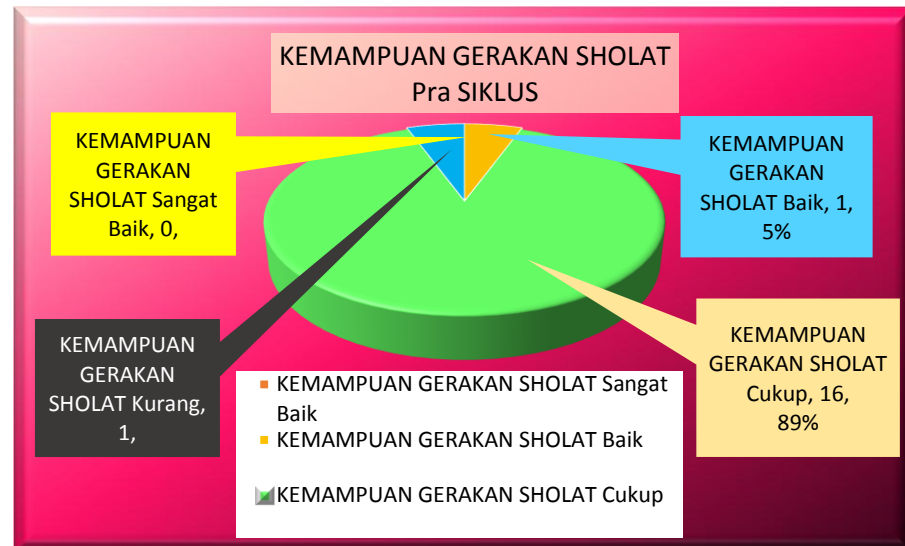 KEMAMPUAN GERAKAN SHOLAT
Pra SIKLUS
KEMAMPUAN
GERAKAN
SHOLAT Sangat
Baik, 0,
KEMAMPUAN
GERAKAN
SHOLAT Baik, 1,
5%
KEMAMPUAN
GERAKAN
SHOLAT Kurang,
1,
KEMAMPUAN
GERAKAN SHOLAT
Cukup, 16,
89%
KEMAMPUAN GERAKAN SHOLAT Sangat
Baik
KEMAMPUAN GERAKAN SHOLAT Baik
KEMAMPUAN GERAKAN SHOLAT Cukup